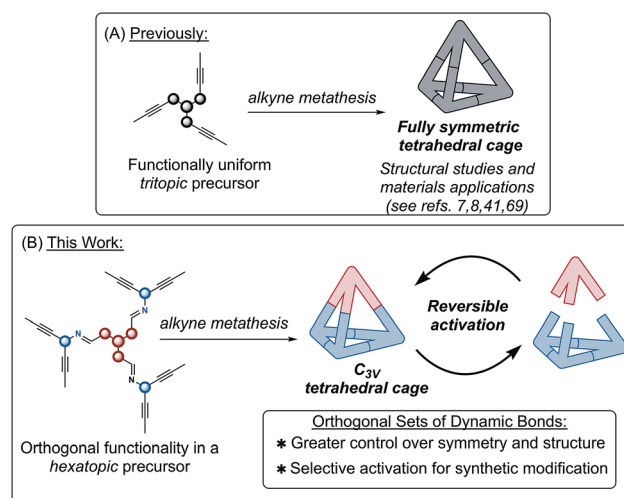 (A) Previously:
alkyne metathesis
Functionally uniform
tritopic precursor
Fully symmetric
tetrahedral cage
Structural studies and
materials applications
(see refs. 7,8,41,69)
(B) This Work:
N
N
N
alkyne metathesis
Orthogonal functionality in a
hexatopic precursor
C3V
tetrahedral cage
Reversible
activation
Orthogonal Sets of Dynamic Bonds:
∗ Greater control over symmetry and structure
∗ Selective activation for synthetic modification